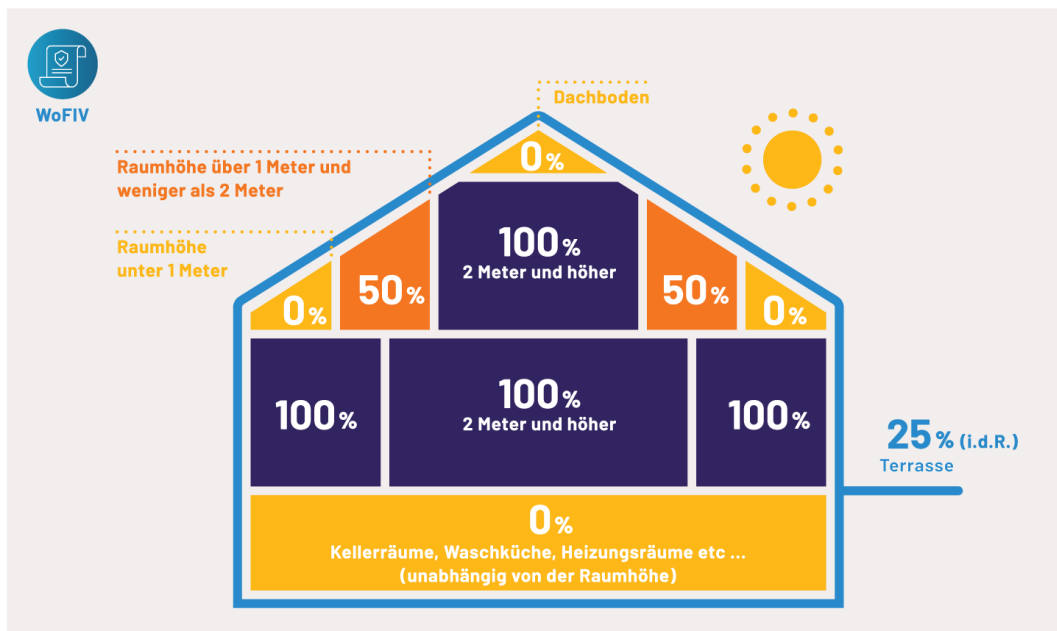 WoFIV
Dachboden
0 %
Raumhöhe über 1 Meter und
weniger als 2 Meter
Raumhöhe
unter 1 Meter
100 %
2 Meter und höher
50 %
50 %
0 %
0 %
100 %
100 %
2 Meter und höher
100 %
25 % (i.d.R.)
Terrasse
0 %
Kellerräume, Waschküche, Heizungsräume etc ...
(unabhängig von der Raumhöhe)